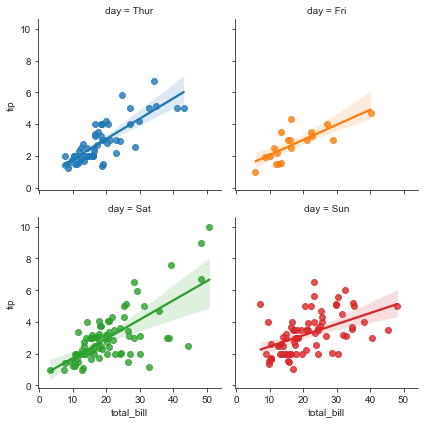 day = Thur
day = Fri
10
8
6
4
2
0
tip
day = Sat
day = Sun
10
8
6
4
2
0
tip
0 10 20 30 40 50
0 10 20 30 40 50
total_bill
total_bill